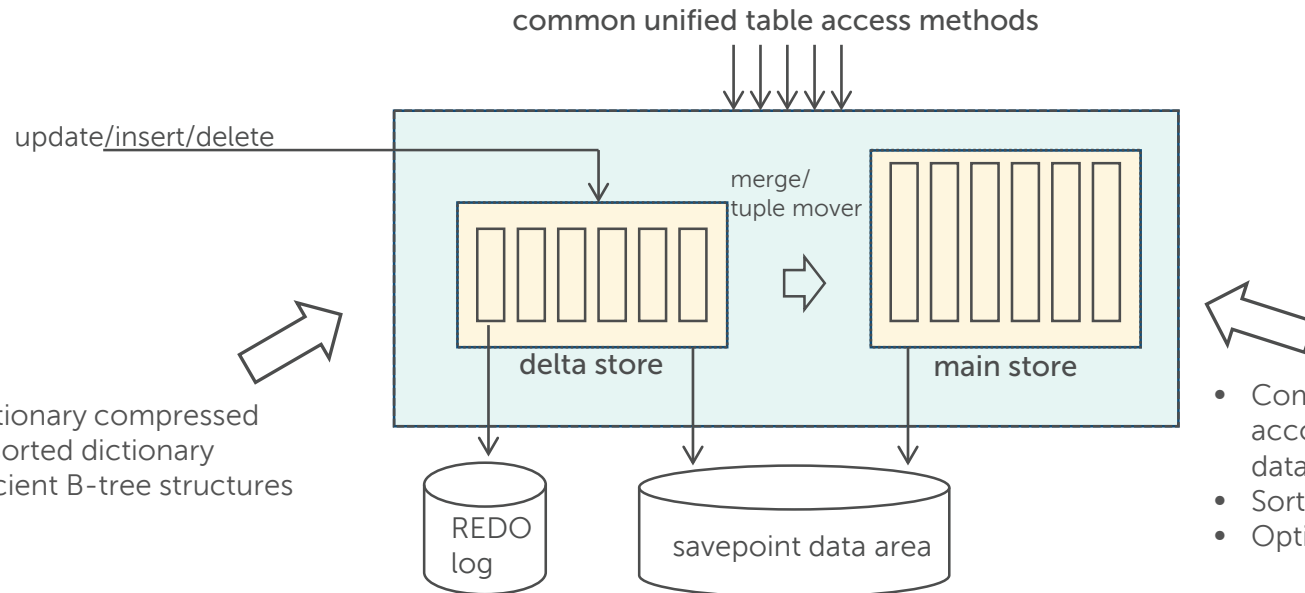 common unified table access methods
update/insert/delete
merge/
tuple mover
delta store
main store
tionary compressed
orted dictionary
cient B-tree structures
REDO
log
savepoint data area
• Con
acco
data
• Sort
• Opti